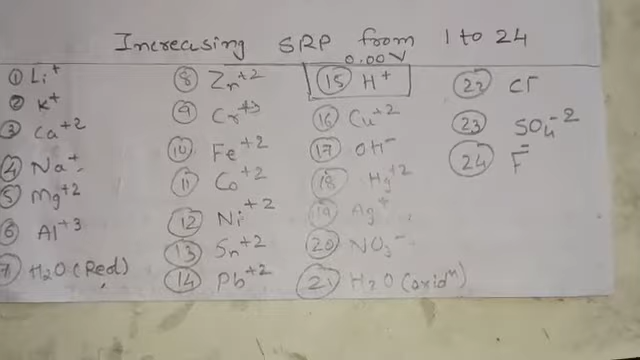 Increasing SRP from 1 to 24
0.00V
① Li⁺
② K⁺
③ Ca⁺²
④ Na⁺
⑤ Mg⁺²
⑥ Al⁺³
⑦ H₂O (Red)
⑧ Zn⁺²
⑨ Cr⁺³
⑩ Fe⁺²
⑪ Co⁺²
⑫ Ni⁺²
⑬ Sn⁺²
⑭ Pb⁺²
⑮ H⁺
⑯ Cu⁺²
⑰ OH⁻
⑱ Hg⁺²
⑲ Ag⁺
⑳ NO₃⁻
㉑ H₂O (oxidⁿ)
㉒ Cl⁻
㉓ SO₄⁻²
㉔ F⁻